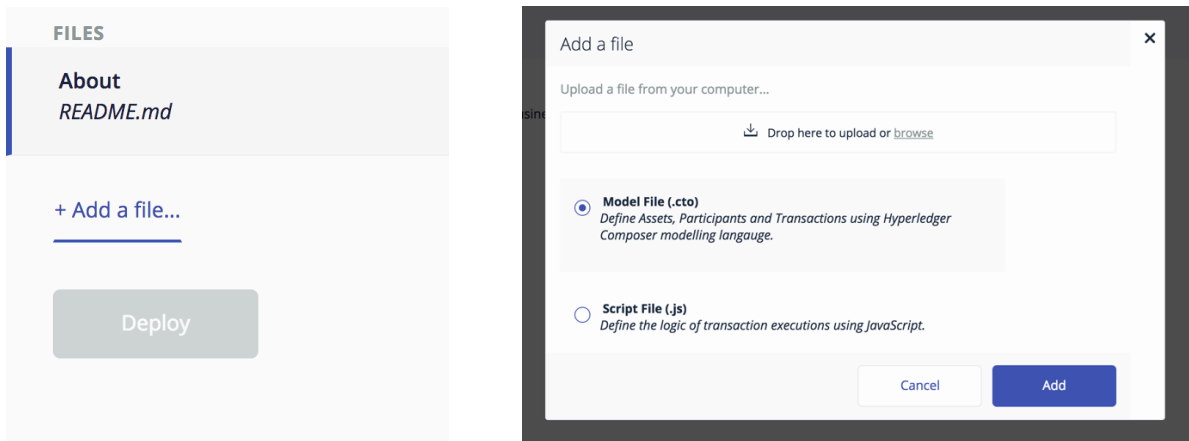 FILES
About
README.md
+ Add a file...
Deploy
Add a file
Upload a file from your computer...
Drop here to upload or browse
Model File (.cto)
Define Assets, Participants and Transactions using Hyperledger
Composer modelling langauge.
Script File (.js)
Define the logic of transaction executions using JavaScript.
Cancel
Add